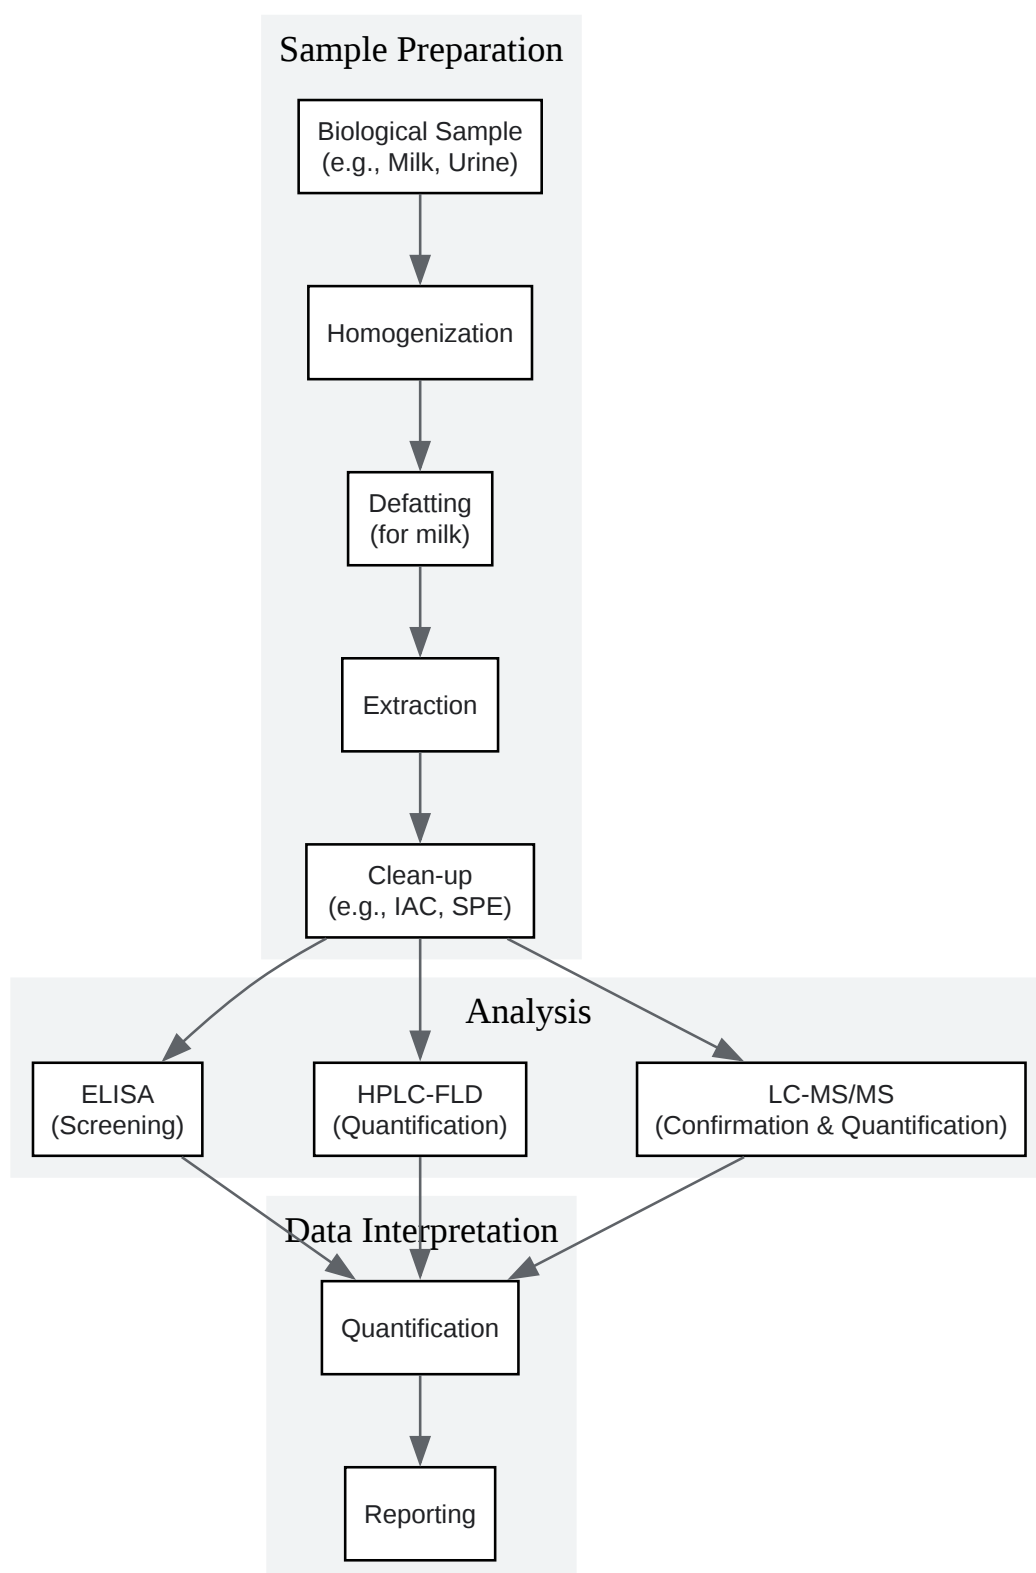 Sample Preparation
Biological Sample
(e.g., Milk, Urine)
Homogenization
Defatting
(for milk)
Extraction
Clean-up
(e.g., IAC, SPE)
Analysis
ELISA
(Screening)
HPLC-FLD
(Quantification)
LC-MS/MS
(Confirmation & Quantification)
Data Interpretation
Quantification
Reporting